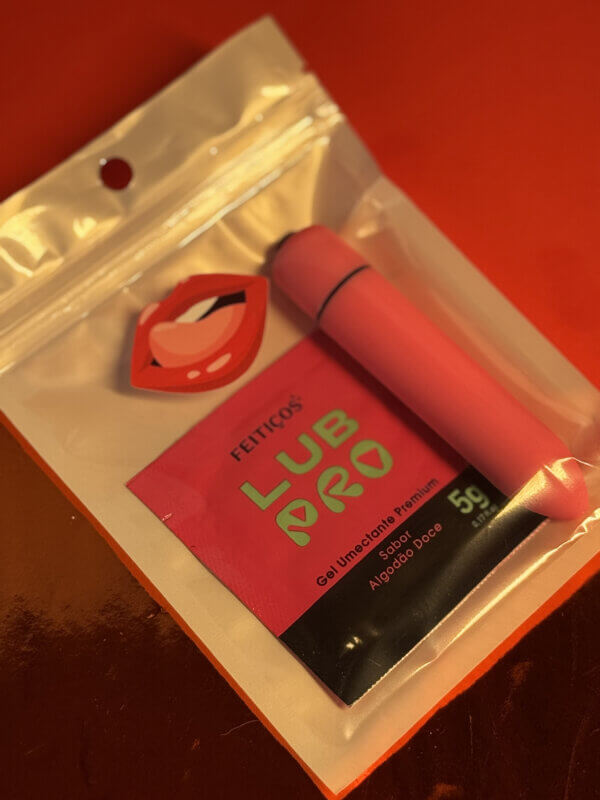 FEITIÇOS
LUB
PRO
Gel Umectante Premium
Sabor
Algodão Doce
5g